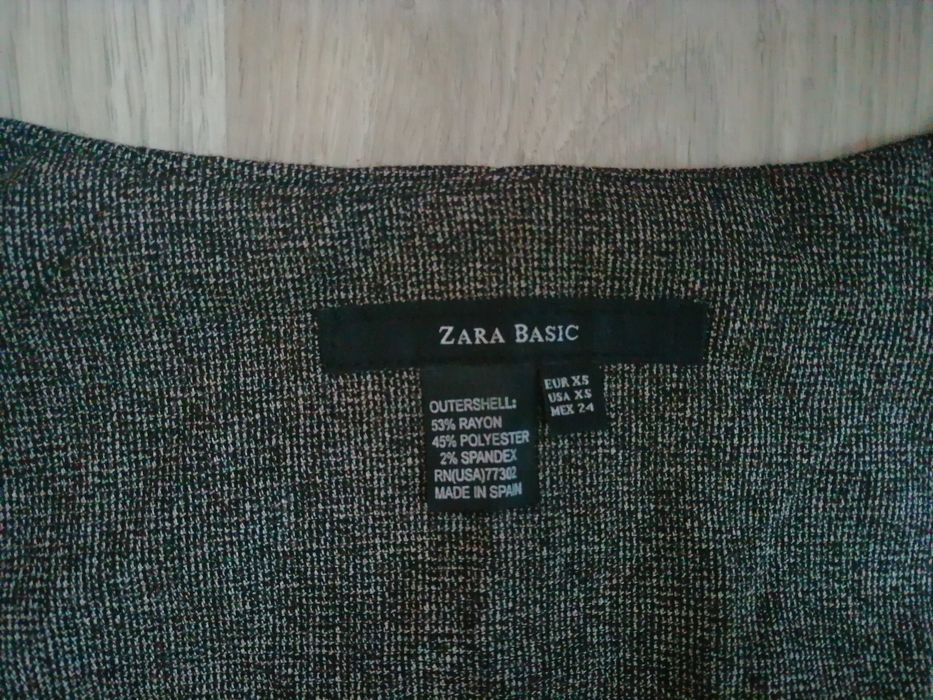 ZARA BASIC
OUTERSHELL:
53% RAYON
45% POLYESTER
2% SPANDEX
RN(USA)77302
MADE IN SPAIN
EUR XS
USA XS
MEX 24